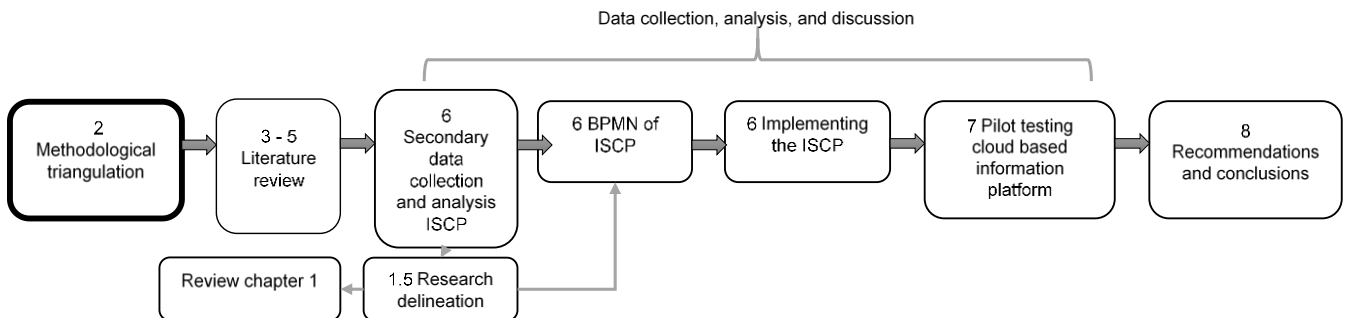 Data collection, analysis, and discussion
2
Methodological
triangulation
3 - 5
Literature
review
6
Secondary
data
collection
and analysis
ISCP
6 BPMN of
ISCP
6 Implementing
the ISCP
7 Pilot testing
cloud based
information
platform
8
Recommendations
and conclusions
Review chapter 1
1.5 Research
delineation